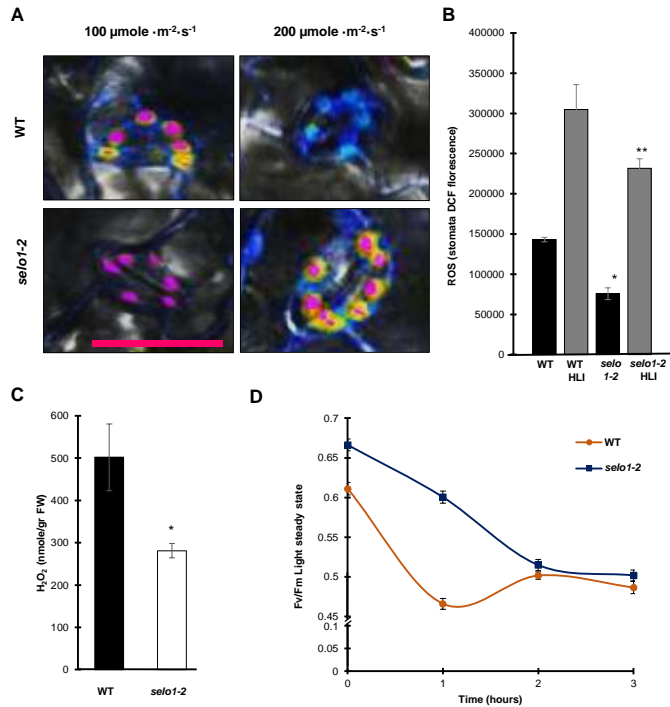 A
100 µmole ·m-2·s-1
200 µmole ·m-2·s-1
WT
selo1-2
B
ROS (stomata DCF florescence)
400000
350000
300000
250000
200000
150000
100000
50000
0
*
**
WT
WT
HLI
selo
1-2
selo1-2
HLI
C
H2O2 (nmole/gr FW)
600
500
400
300
200
100
0
*
WT
selo1-2
D
Fv/Fm Light steady state
0.7
0.65
0.6
0.55
0.5
0.45
0.1
0.05
0
WT
selo1-2
0
1
2
3
Time (hours)